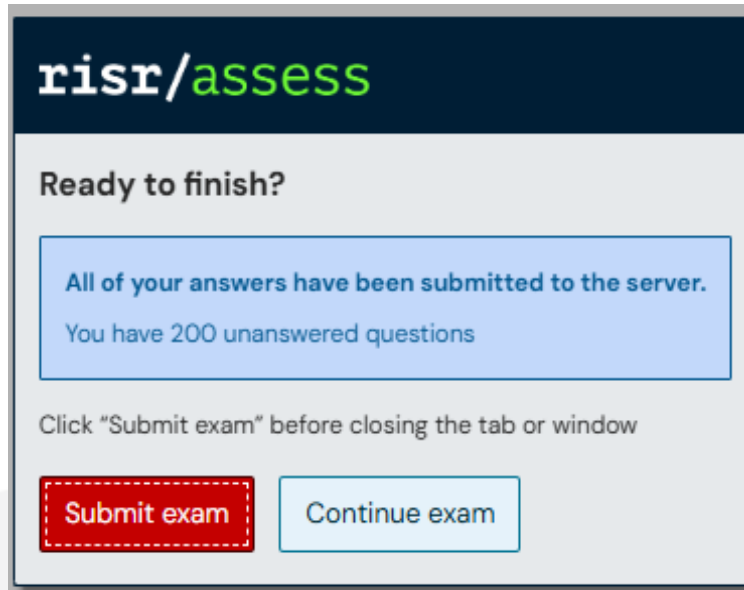 risr/assess
Ready to finish?
All of your answers have been submitted to the server.
You have 200 unanswered questions
Click “Submit exam” before closing the tab or window
Submit exam
Continue exam